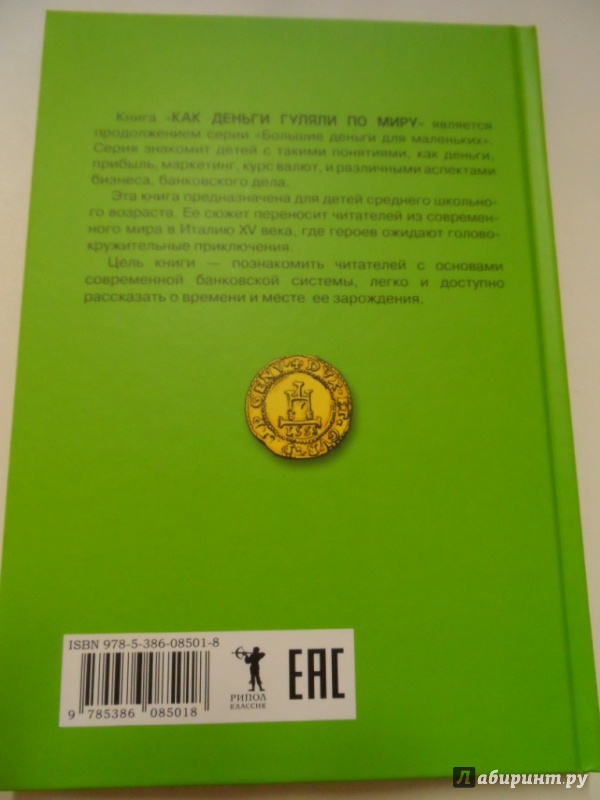 Книга «КАК ДЕНЬГИ ГУЛЯЛИ ПО МИРУ» является
продолжением серии «Большие деньги для маленьких».
Серия знакомит детей с такими понятиями, как деньги,
прибыль, маркетинг, курс валют, и различными аспектами
бизнеса, банковского дела.
Эта книга предназначена для детей среднего школьно-
го возраста. Ее сюжет переносит читателей из современ-
ного мира в Италию XV века, где героев ожидают голово-
кружительные приключения.
Цель книги — познакомить читателей с основами
современной банковской системы, легко и доступно
рассказать о времени и месте ее зарождения.
ISBN 978-5-386-08501-8
9 785386 085018
РИПОЛ
КЛАССИК
EAC
Лабиринт.ру